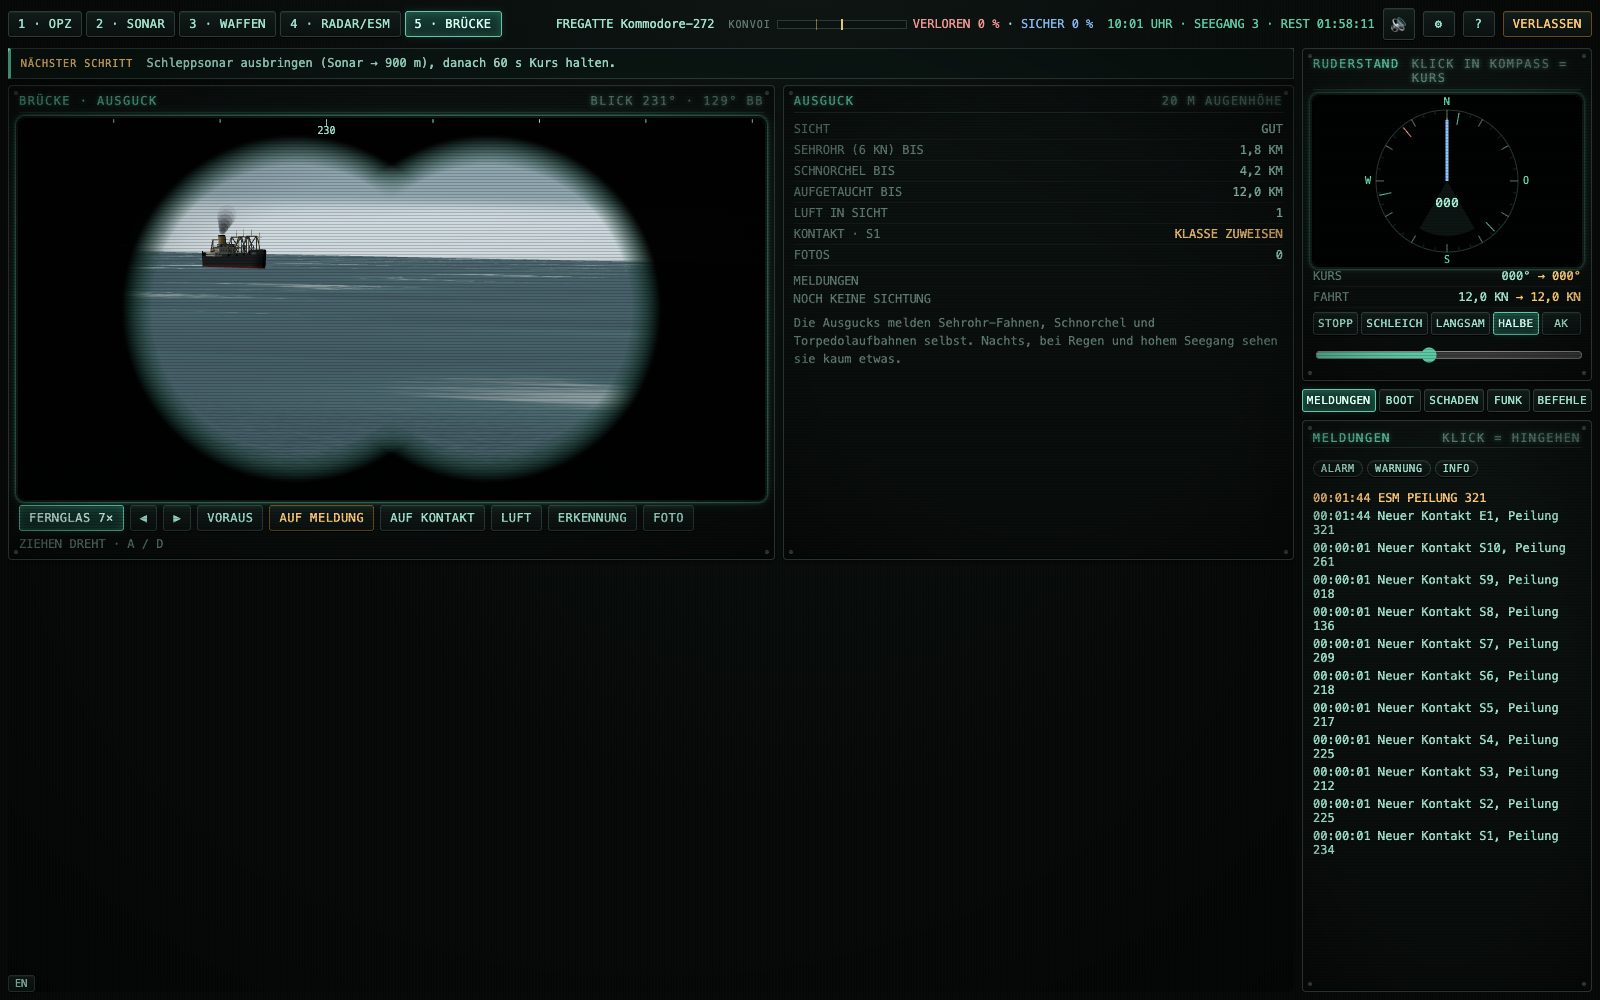 1 · OPZ
2 · SONAR
3 · WAFFEN
4 · RADAR/ESM
5 · BRÜCKE
FREGATTE Kommodore-272
KONVOI
VERLOREN 0 % · SICHER 0 %
10:01 UHR · SEEGANG 3 · REST 01:58:11
?
VERLASSEN
NÄCHSTER SCHRITT Schleppsonar ausbringen (Sonar → 900 m), danach 60 s Kurs halten.
BRÜCKE · AUSGUCK
BLICK 231° · 129° BB
230
FERNGLAS 7×
◄
►
VORAUS
AUF MELDUNG
AUF KONTAKT
LUFT
ERKENNUNG
FOTO
ZIEHEN DREHT · A / D
AUSGUCK
20 M AUGENHÖHE
SICHT GUT
SEHROHR (6 KN) BIS 1,8 KM
SCHNORCHEL BIS 4,2 KM
AUFGETAUCHT BIS 12,0 KM
LUFT IN SICHT 1
KONTAKT · S1 KLASSE ZUWEISEN
FOTOS 0
MELDUNGEN
NOCH KEINE SICHTUNG
Die Ausgucks melden Sehrohr-Fahnen, Schnorchel und
Torpedolaufbahnen selbst. Nachts, bei Regen und hohem Seegang sehen
sie kaum etwas.
RUDERSTAND
KLICK IN KOMPASS =
KURS
N
W
O
000
S
KURS 000° → 000°
FAHRT 12,0 KN → 12,0 KN
STOPP
SCHLEICH
LANGSAM
HALBE
AK
MELDUNGEN
BOOT
SCHADEN
FUNK
BEFEHLE
MELDUNGEN
KLICK = HINGEHEN
ALARM
WARNUNG
INFO
00:01:44 ESM PEILUNG 321
00:01:44 Neuer Kontakt E1, Peilung
321
00:00:01 Neuer Kontakt S10, Peilung
261
00:00:01 Neuer Kontakt S9, Peilung
018
00:00:01 Neuer Kontakt S8, Peilung
136
00:00:01 Neuer Kontakt S7, Peilung
209
00:00:01 Neuer Kontakt S6, Peilung
218
00:00:01 Neuer Kontakt S5, Peilung
217
00:00:01 Neuer Kontakt S4, Peilung
225
00:00:01 Neuer Kontakt S3, Peilung
212
00:00:01 Neuer Kontakt S2, Peilung
225
00:00:01 Neuer Kontakt S1, Peilung
234
EN